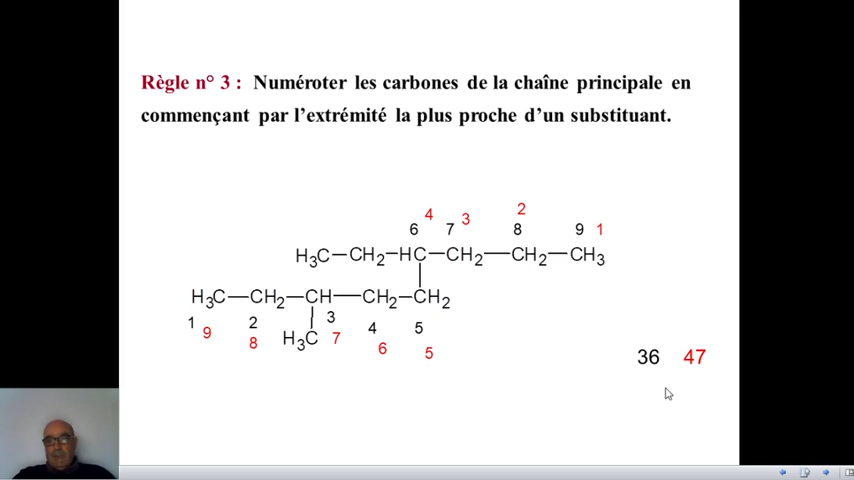 Règle n° 3 : Numéroter les carbones de la chaîne principale en
commençant par l'extrémité la plus proche d'un substituant.
4 3 2
6 7 8 9 1
H3C CH2 HC CH2 CH2 CH3
H3C CH2 CH CH2 CH2
1 9 2 8 3 7 4 6 5 5
H3C
36 47